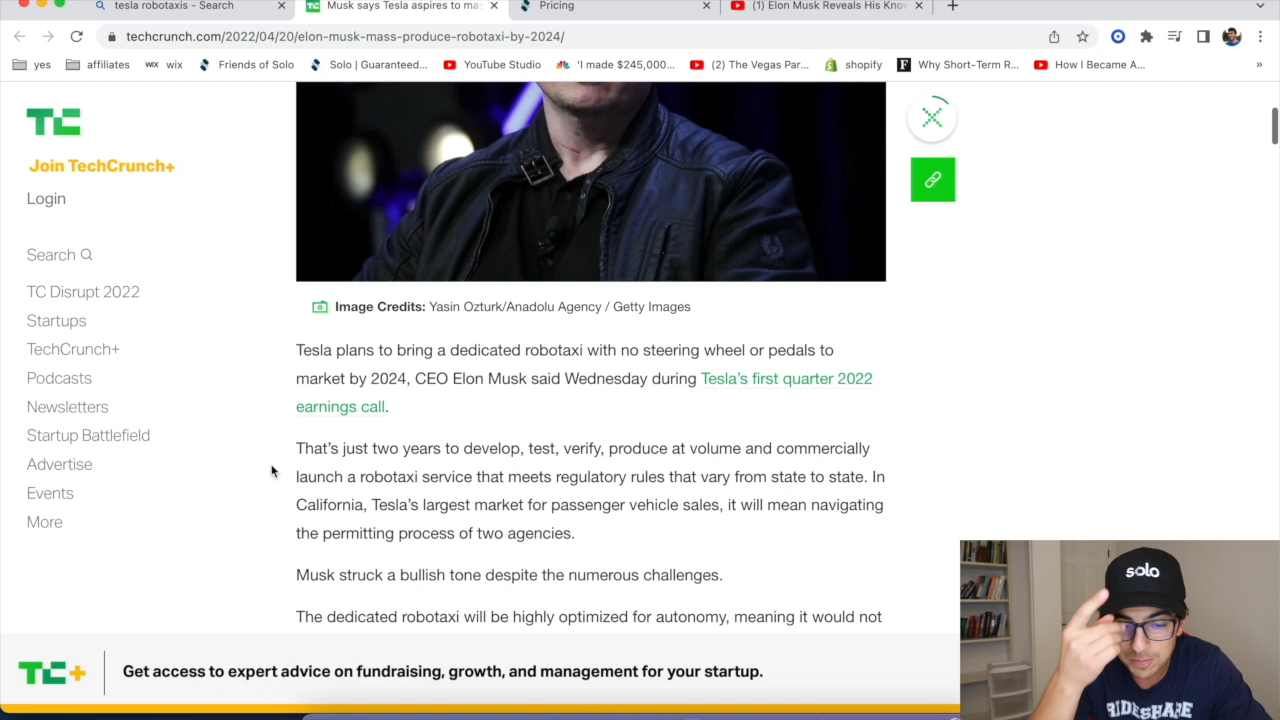 tesla robotaxis - Search
Musk says Tesla aspires to mas
Pricing
(1) Elon Musk Reveals His Know
techcrunch.com/2022/04/20/elon-musk-mass-produce-robotaxi-by-2024/
yes
affiliates
WIX wix
Friends of Solo
Solo | Guaranteed...
YouTube Studio
'I made $245,000...
(2) The Vegas Par...
shopify
F Why Short-Term R...
How I Became A...
»
TC
Join TechCrunch+
Login
Search
TC Disrupt 2022
Startups
TechCrunch+
Podcasts
Newsletters
Startup Battlefield
Advertise
Events
More
Image Credits: Yasin Ozturk/Anadolu Agency / Getty Images
Tesla plans to bring a dedicated robotaxi with no steering wheel or pedals to
market by 2024, CEO Elon Musk said Wednesday during Tesla's first quarter 2022
earnings call.
That's just two years to develop, test, verify, produce at volume and commercially
launch a robotaxi service that meets regulatory rules that vary from state to state. In
California, Tesla's largest market for passenger vehicle sales, it will mean navigating
the permitting process of two agencies.
Musk struck a bullish tone despite the numerous challenges.
The dedicated robotaxi will be highly optimized for autonomy, meaning it would not
TC+
Get access to expert advice on fundraising, growth, and management for your startup.
solo
RIDESHARE